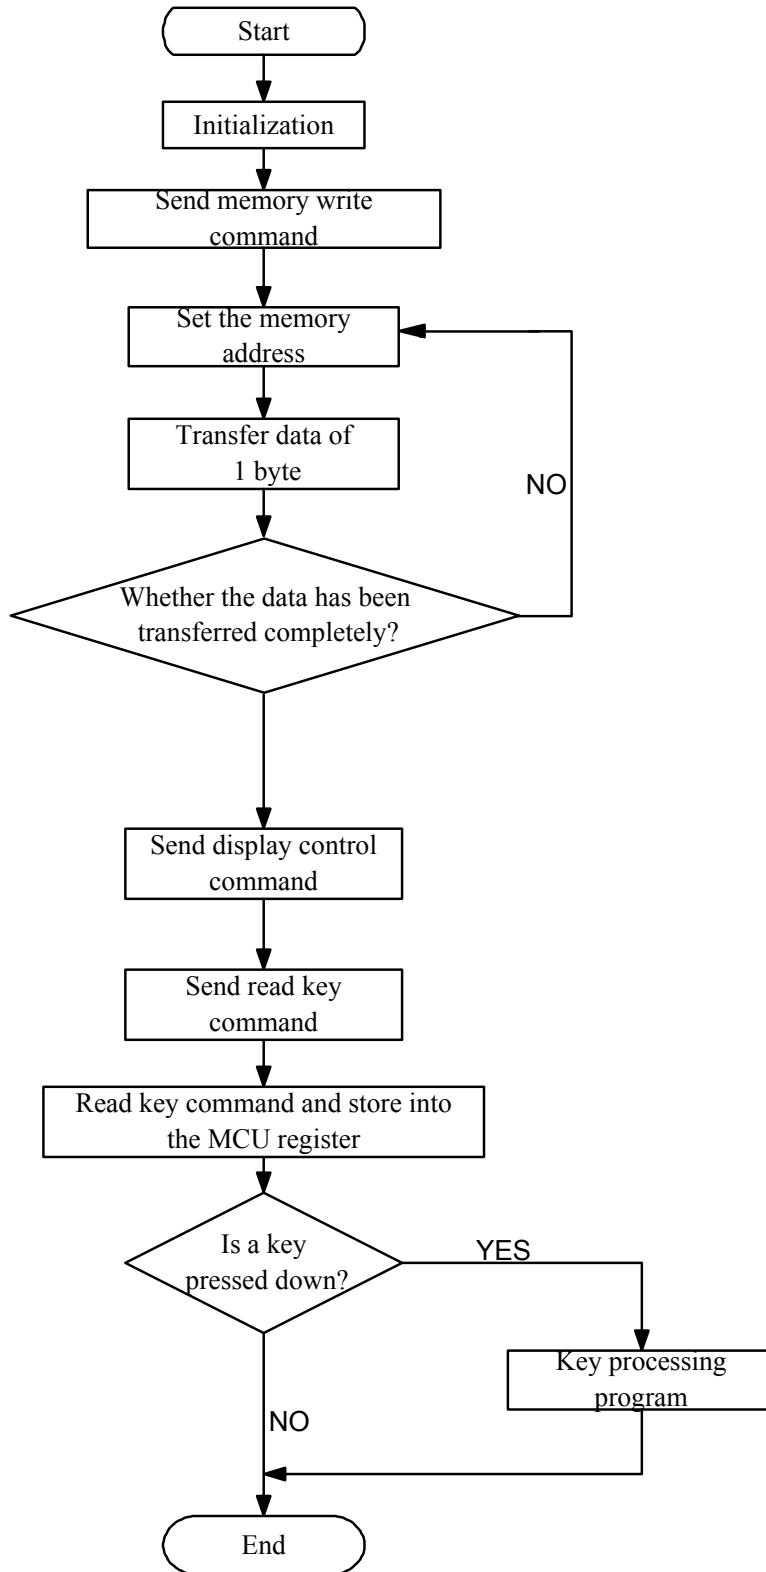 Start
Initialization
Send memory write
command
Set the memory
address
Transfer data of
1 byte
NO
Whether the data has been
transferred completely?
Send display control
command
Send read key
command
Read key command and store into
the MCU register
Is a key
pressed down?
YES
Key processing
program
NO
End